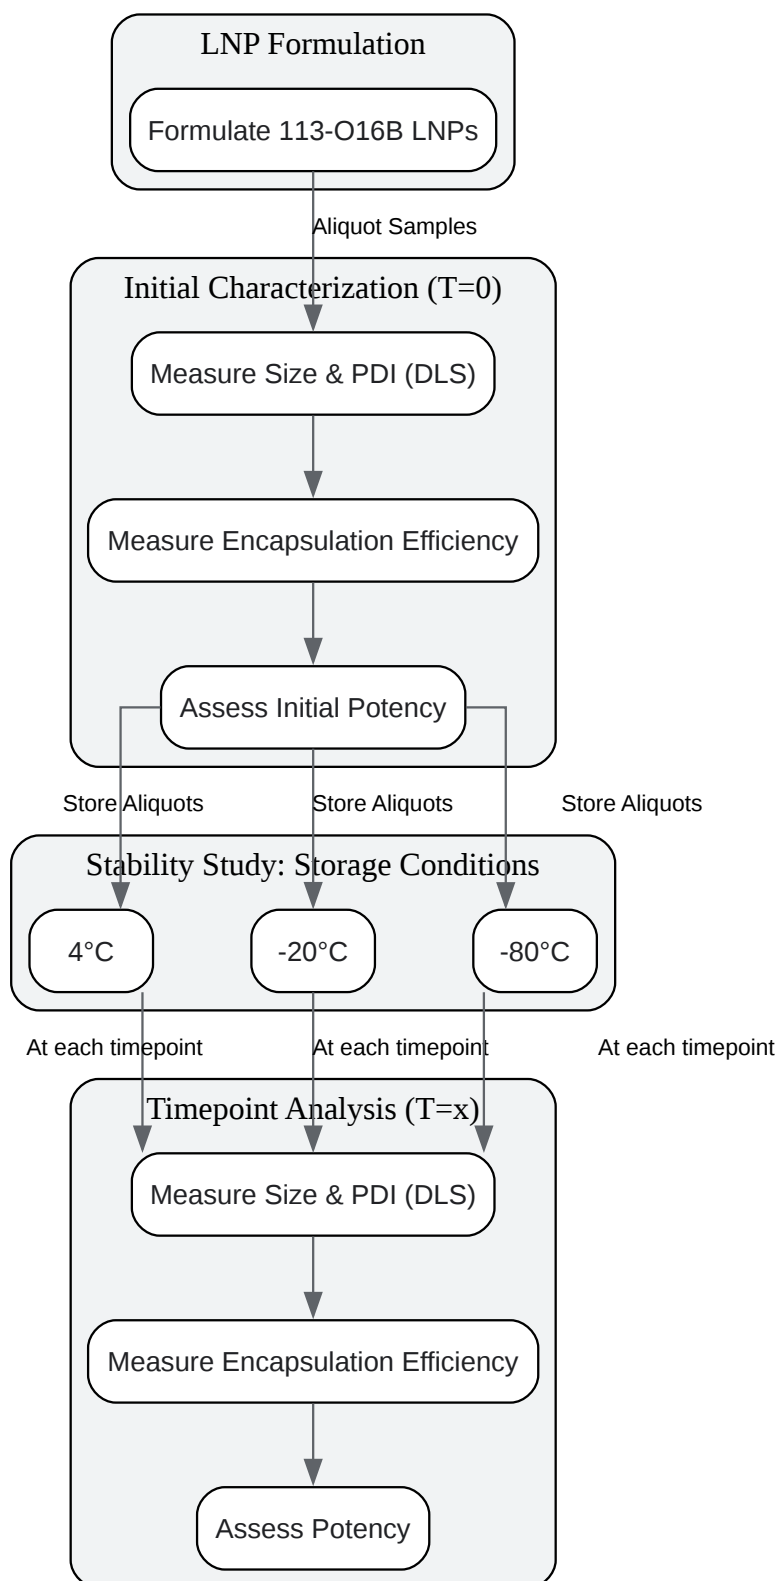 LNP Formulation
Formulate 113-O16B LNPs
Aliquot Samples
Initial Characterization (T=0)
Measure Size & PDI (DLS)
Measure Encapsulation Efficiency
Assess Initial Potency
Store Aliquots
Store Aliquots
Store Aliquots
Stability Study: Storage Conditions
4°C
-20°C
-80°C
At each timepoint
At each timepoint
At each timepoint
Timepoint Analysis (T=x)
Measure Size & PDI (DLS)
Measure Encapsulation Efficiency
Assess Potency